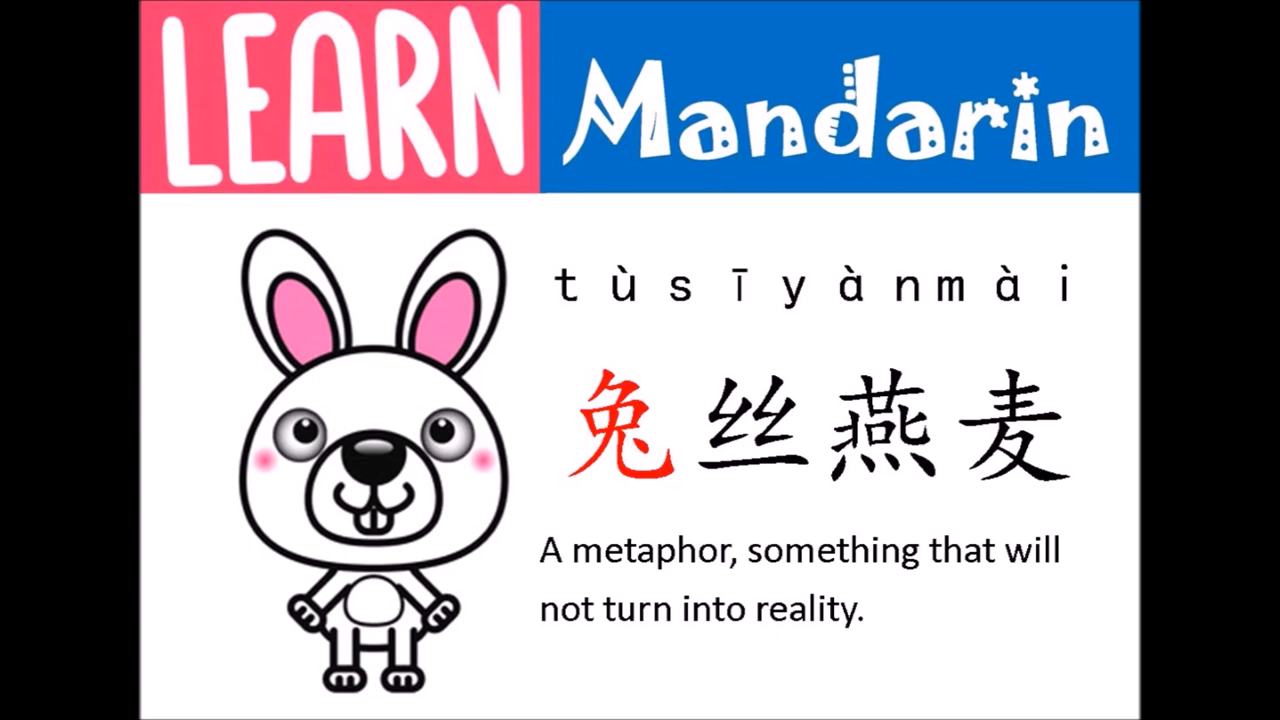 LEARN Mandarin
tùsīyànmài
兔丝燕麦
A metaphor, something that will
not turn into reality.